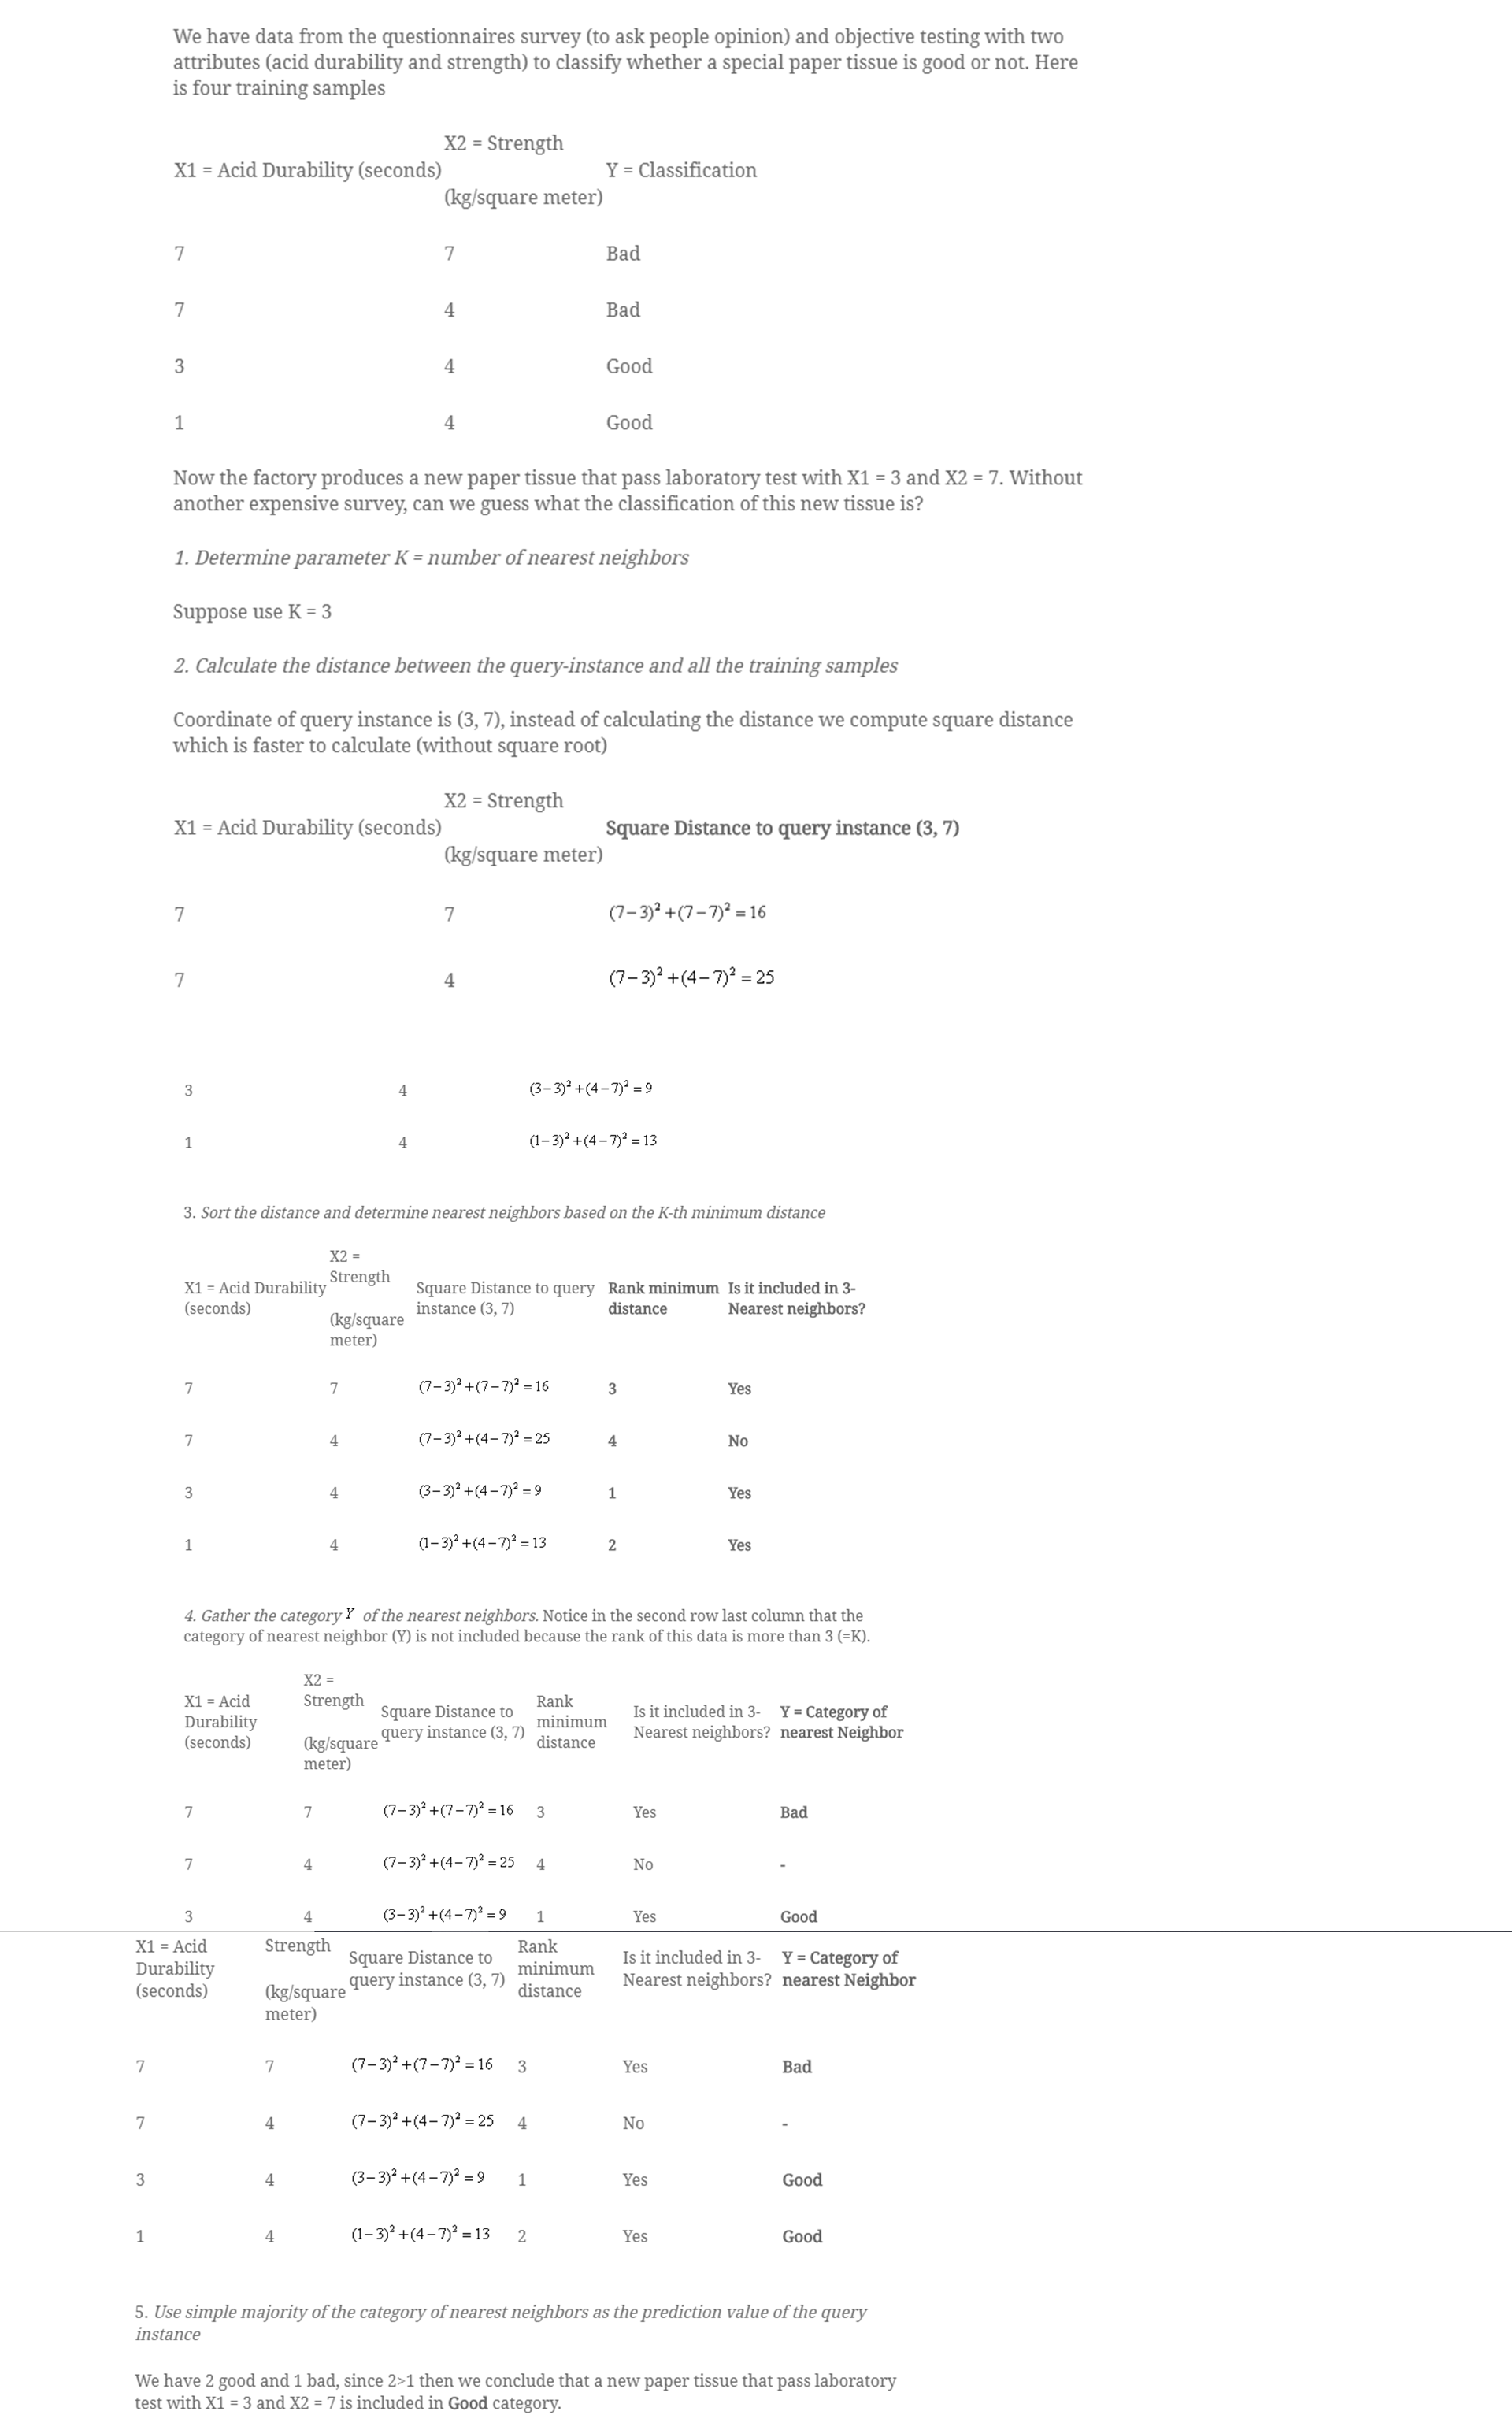 We have data from the questionnaires survey (to ask people opinion) and objective testing with two
attributes (acid durability and strength) to classify whether a special paper tissue is good or not. Here
is four training samples
X2 = Strength
X1 = Acid Durability (seconds) Y = Classification
(kg/square meter)
7 7 Bad
7 4 Bad
3 4 Good
1 4 Good
Now the factory produces a new paper tissue that pass laboratory test with X1 = 3 and X2 = 7. Without
another expensive survey, can we guess what the classification of this new tissue is?
1. Determine parameter K = number of nearest neighbors
Suppose use K = 3
2. Calculate the distance between the query-instance and all the training samples
Coordinate of query instance is (3, 7), instead of calculating the distance we compute square distance
which is faster to calculate (without square root)
X2 = Strength
X1 = Acid Durability (seconds) Square Distance to query instance (3, 7)
(kg/square meter)
7 7 (7−3)² +(7−7)² = 16
7 4 (7−3)² +(4−7)² = 25
3 4 (3−3)² +(4−7)² = 9
1 4 (1−3)² +(4−7)² = 13
3. Sort the distance and determine nearest neighbors based on the K-th minimum distance
X2 =
Strength
X1 = Acid Durability Square Distance to query Rank minimum Is it included in 3-
(seconds) instance (3, 7) distance Nearest neighbors?
(kg/square
meter)
7 7 (7−3)² +(7−7)² = 16 3 Yes
7 4 (7−3)² +(4−7)² = 25 4 No
3 4 (3−3)² +(4−7)² = 9 1 Yes
1 4 (1−3)² +(4−7)² = 13 2 Yes
4. Gather the category Y of the nearest neighbors. Notice in the second row last column that the
category of nearest neighbor (Y) is not included because the rank of this data is more than 3 (=K).
X2 =
X1 = Acid Strength Square Distance to Rank Is it included in 3- Y = Category of
Durability query instance (3, 7) minimum Nearest neighbors? nearest Neighbor
(seconds) (kg/square distance
meter)
7 7 (7−3)² +(7−7)² = 16 3 Yes Bad
7 4 (7−3)² +(4−7)² = 25 4 No -
3 4 (3−3)² +(4−7)² = 9 1 Yes Good
X1 = Acid Strength Square Distance to Rank Is it included in 3- Y = Category of
Durability query instance (3, 7) minimum Nearest neighbors? nearest Neighbor
(seconds) (kg/square distance
meter)
7 7 (7−3)² +(7−7)² = 16 3 Yes Bad
7 4 (7−3)² +(4−7)² = 25 4 No -
3 4 (3−3)² +(4−7)² = 9 1 Yes Good
1 4 (1−3)² +(4−7)² = 13 2 Yes Good
5. Use simple majority of the category of nearest neighbors as the prediction value of the query
instance
We have 2 good and 1 bad, since 2>1 then we conclude that a new paper tissue that pass laboratory
test with X1 = 3 and X2 = 7 is included in Good category.